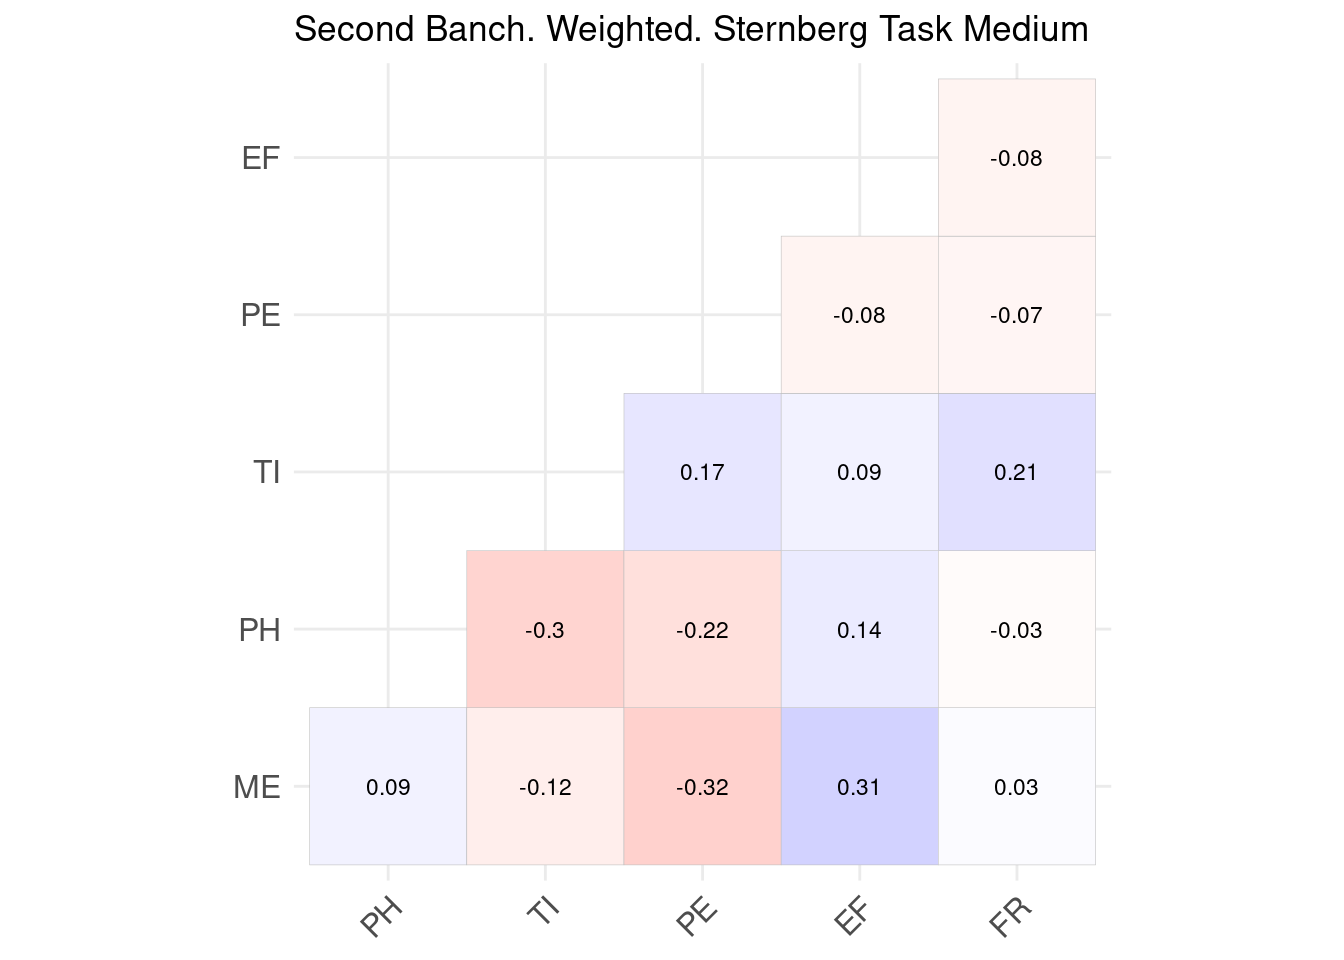 Second Banch. Weighted. Sternberg Task Medium
EF -0.08
PE -0.08 -0.07
TI 0.17 0.09 0.21
PH -0.3 -0.22 0.14 -0.03
ME 0.09 -0.12 -0.32 0.31 0.03
PH TI PE EF FR